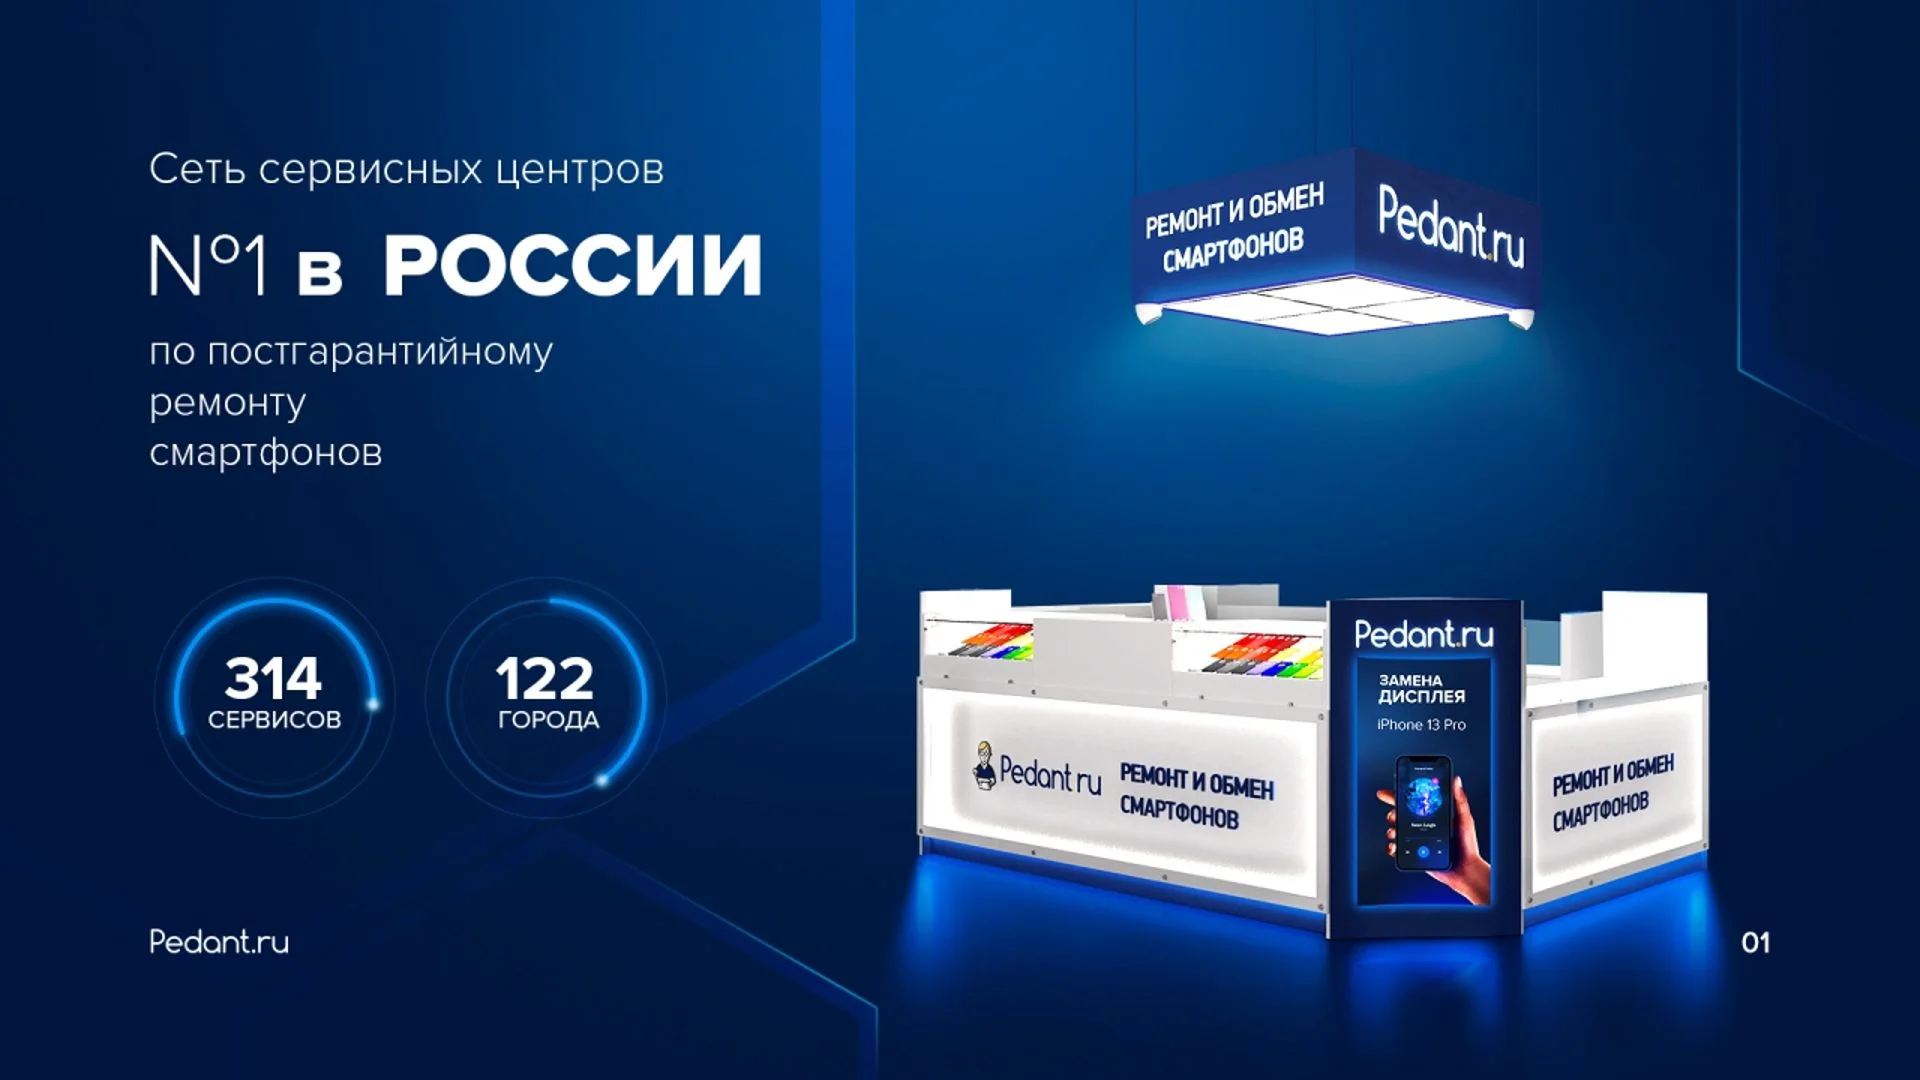 Сеть сервисных центров
№1 в РОССИИ
по постгарантийному
ремонту
смартфонов
314
СЕРВИСОВ
122
ГОРОДА
Pedant.ru
РЕМОНТ И ОБМЕН
СМАРТФОНОВ
Pedant.ru
Pedant.ru
ЗАМЕНА
ДИСПЛЕЯ
iPhone 13 Pro
Pedant ru
РЕМОНТ И ОБМЕН
СМАРТФОНОВ
РЕМОНТ И ОБМЕН
СМАРТФОНОВ
01